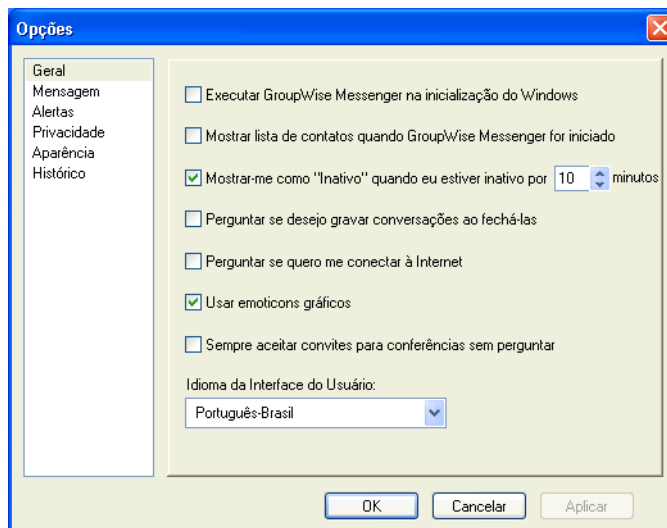 Opções
Geral
Mensagem
Alertas
Privacidade
Aparência
Histórico
Executar GroupWise Messenger na inicialização do Windows
Mostrar lista de contatos quando GroupWise Messenger for iniciado
Mostrar-me como "Inativo" quando eu estiver inativo por 10 minutos
Perguntar se desejo gravar conversações ao fechá-las
Perguntar se quero me conectar à Internet
Usar emoticons gráficos
Sempre aceitar convites para conferências sem perguntar
Idioma da Interface do Usuário:
Português-Brasil
OK Cancelar Aplicar